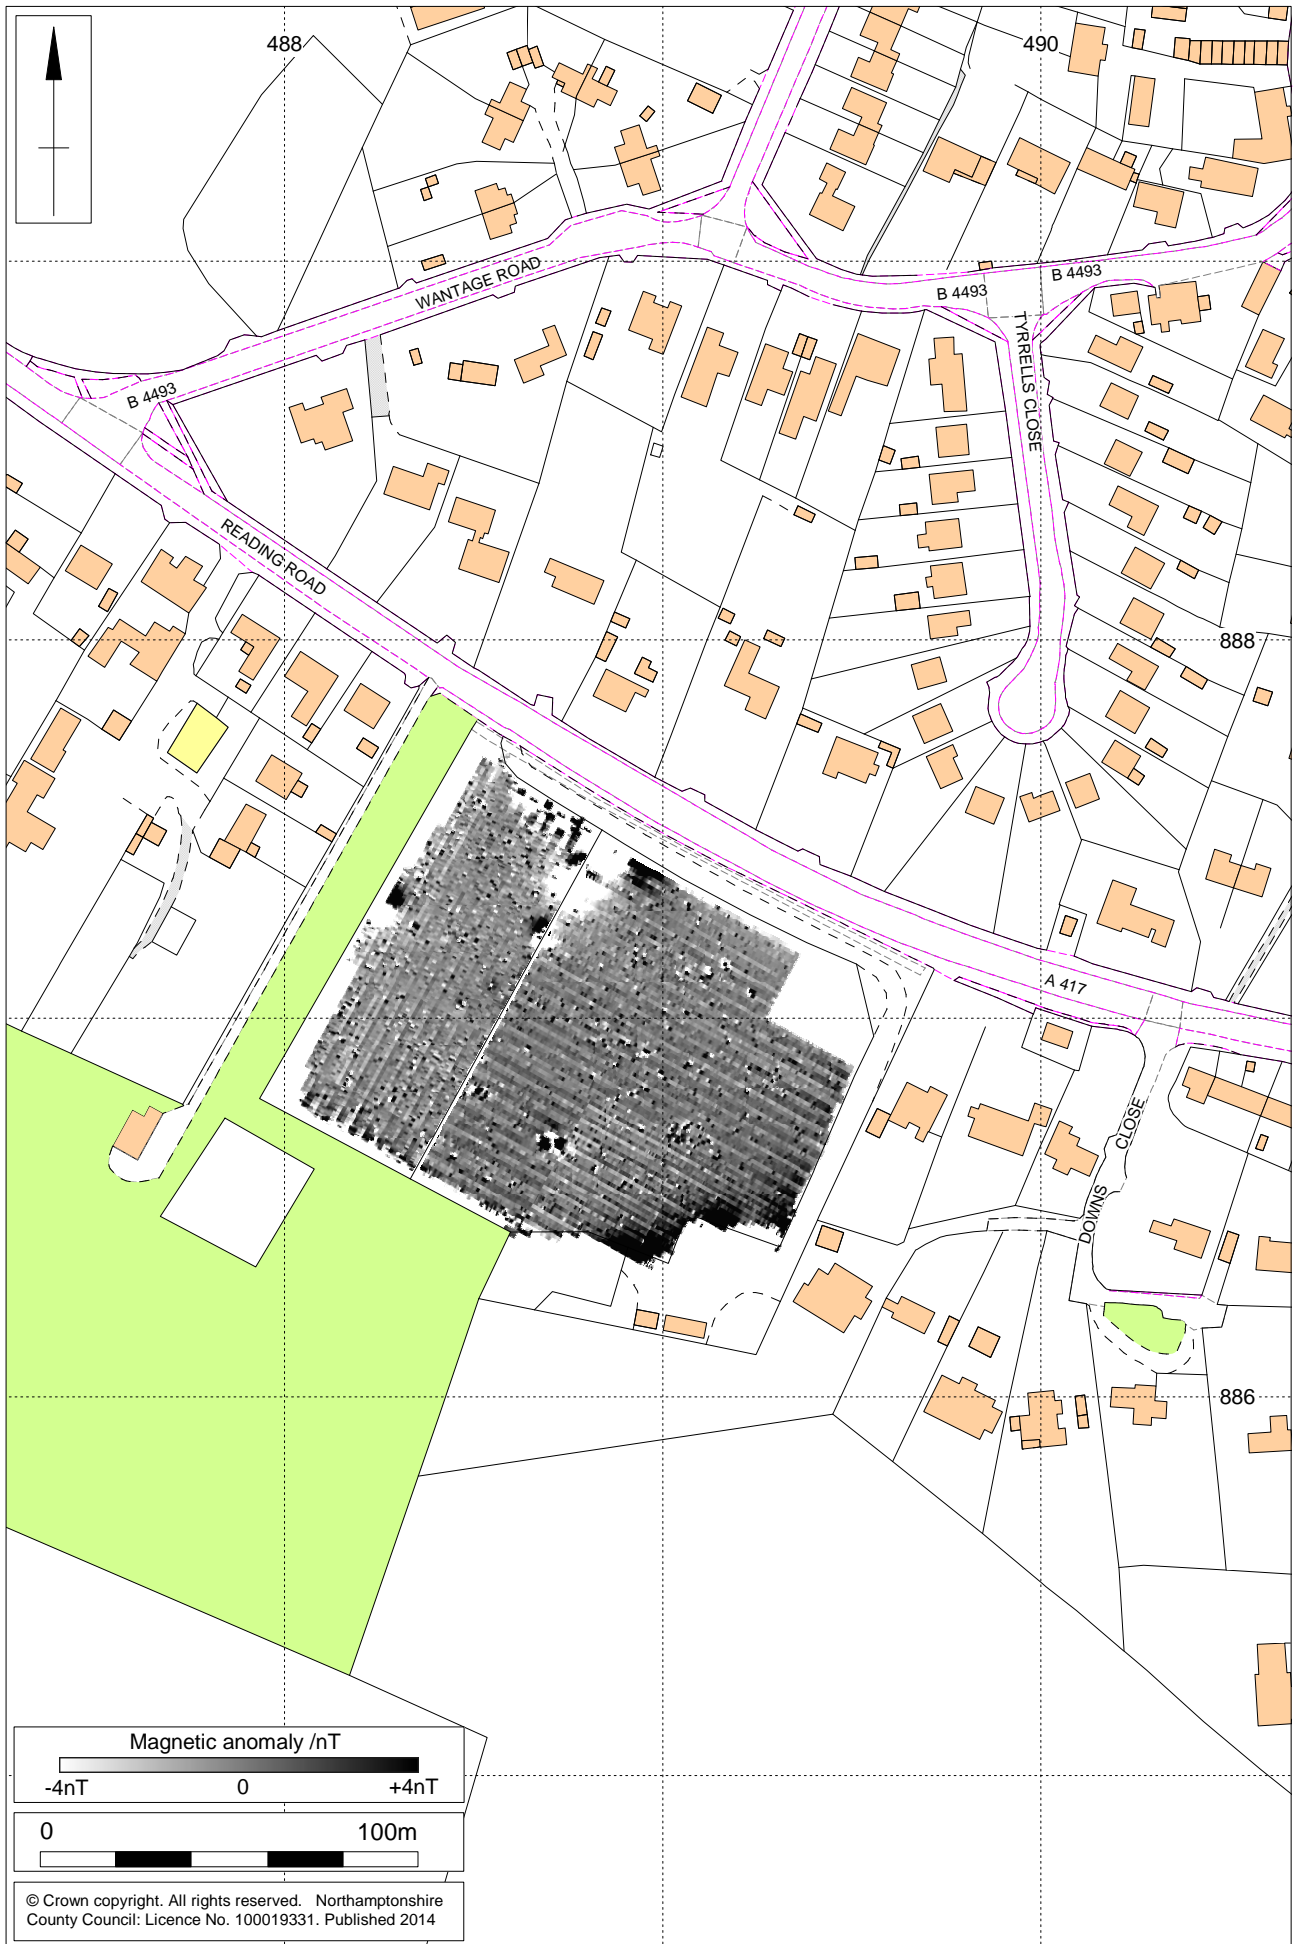 488
490
WANTAGE ROAD
B 4493
B 4493
B 4493
TYRRELLS CLOSE
READING ROAD
888
A 417
DOWNS CLOSE
886
Magnetic anomaly /nT
-4nT 0 +4nT
0 100m
© Crown copyright. All rights reserved. Northamptonshire
County Council: Licence No. 100019331. Published 2014